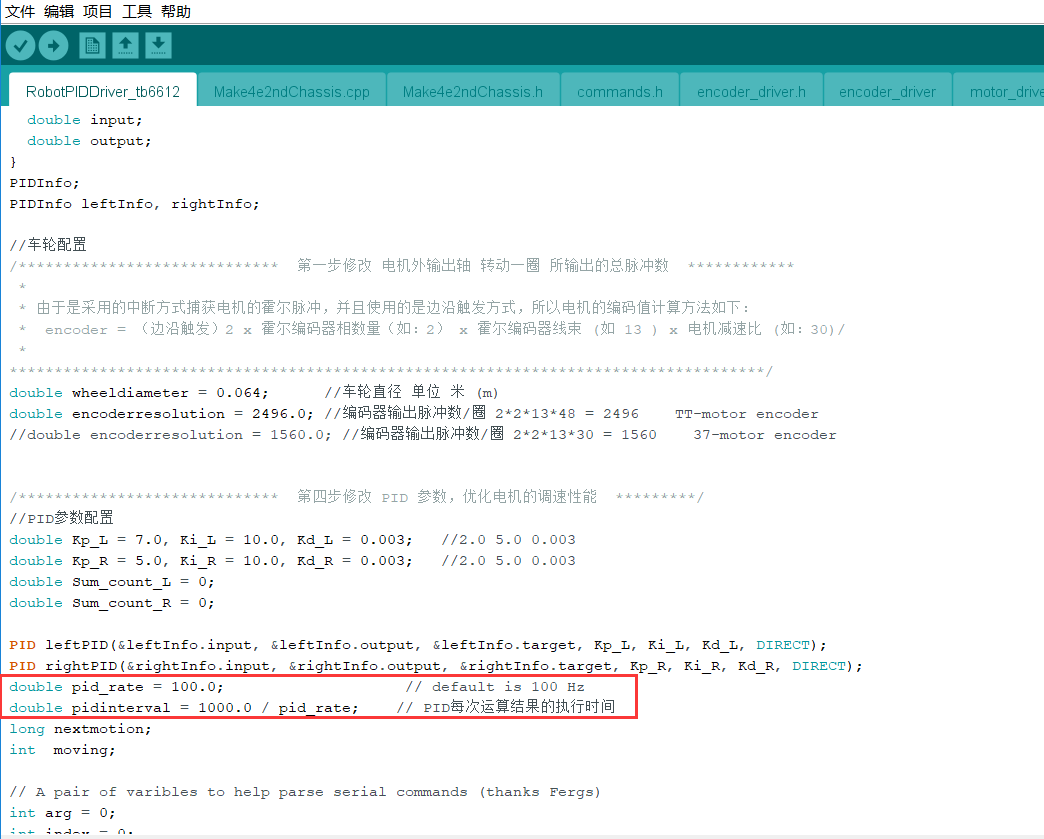 文件 编辑 项目 工具 帮助
RobotPIDDriver_tb6612 Make4e2ndChassis.cpp Make4e2ndChassis.h commands.h encoder_driver.h encoder_driver motor_drive
double input;
double output;
}
PIDInfo;
PIDInfo leftInfo, rightInfo;
//车轮配置
/***************************** 第一步修改 电机外输出轴 转动一圈 所输出的总脉冲数 ************
*
* 由于是采用的中断方式捕获电机的霍尔脉冲，并且使用的是边沿触发方式，所以电机的编码值计算方法如下：
* encoder = （边沿触发）2 x 霍尔编码器相数量（如：2） x 霍尔编码器线束 (如 13 ) x 电机减速比 (如：30)/
*
************************************************************************************/
double wheeldiameter = 0.064; //车轮直径 单位 米 (m)
double encoderresolution = 2496.0; //编码器输出脉冲数/圈 2*2*13*48 = 2496 TT-motor encoder
//double encoderresolution = 1560.0; //编码器输出脉冲数/圈 2*2*13*30 = 1560 37-motor encoder
/***************************** 第四步修改 PID 参数，优化电机的调速性能 *********/
//PID参数配置
double Kp_L = 7.0, Ki_L = 10.0, Kd_L = 0.003; //2.0 5.0 0.003
double Kp_R = 5.0, Ki_R = 10.0, Kd_R = 0.003; //2.0 5.0 0.003
double Sum_count_L = 0;
double Sum_count_R = 0;
PID leftPID(&leftInfo.input, &leftInfo.output, &leftInfo.target, Kp_L, Ki_L, Kd_L, DIRECT);
PID rightPID(&rightInfo.input, &rightInfo.output, &rightInfo.target, Kp_R, Ki_R, Kd_R, DIRECT);
double pid_rate = 100.0; // default is 100 Hz
double pidinterval = 1000.0 / pid_rate; // PID每次运算结果的执行时间
long nextmotion;
int moving;
// A pair of varibles to help parse serial commands (thanks Fergs)
int arg = 0;
int index = 0;